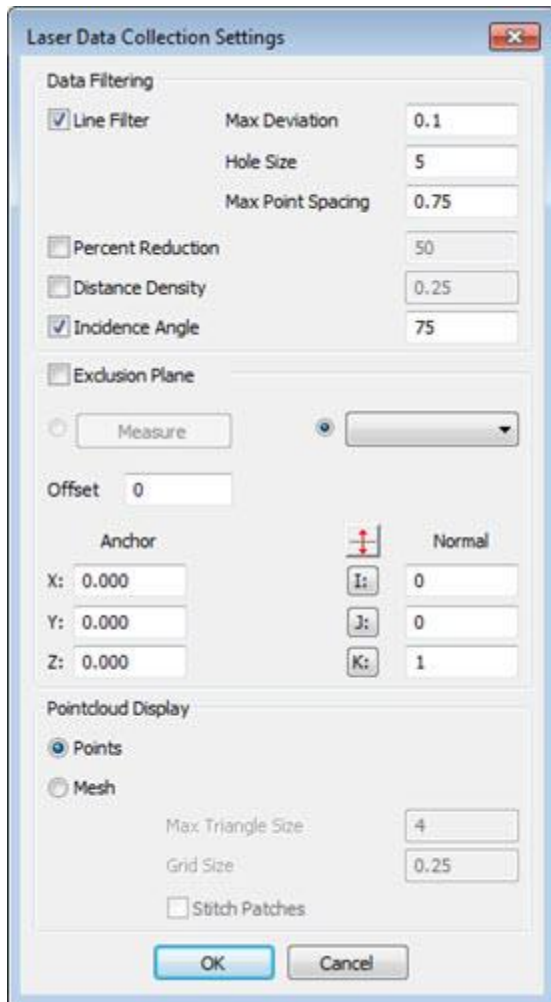 Laser Data Collection Settings
Data Filtering
Line Filter Max Deviation 0.1
Hole Size 5
Max Point Spacing 0.75
Percent Reduction 50
Distance Density 0.25
Incidence Angle 75
Exclusion Plane
Measure
Offset 0
Anchor Normal
X: 0.000 I: 0
Y: 0.000 J: 0
Z: 0.000 K: 1
Pointcloud Display
Points
Mesh
Max Triangle Size 4
Grid Size 0.25
Stitch Patches
OK Cancel